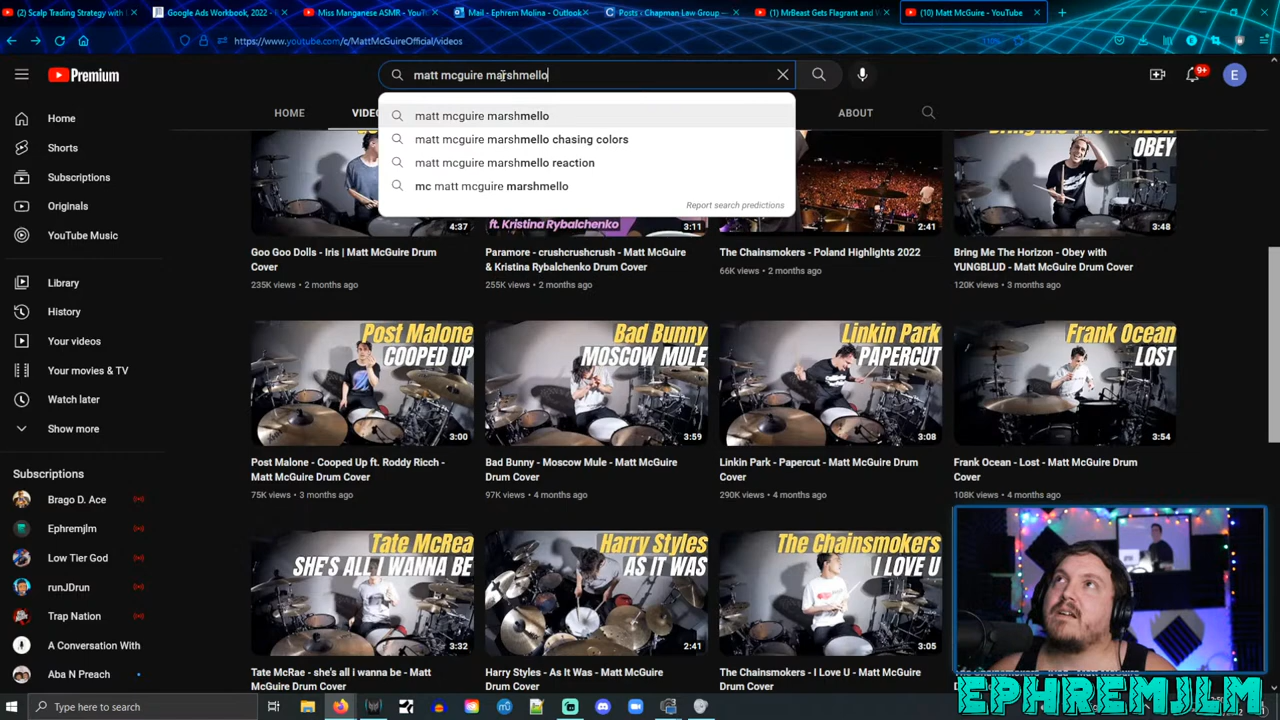 (2) Scalp Trading Strategy with
Google Ads Workbook, 2022 -
Miss Manganese ASMR - YouT
Mail - Ephrem Molina - Outlook
Posts ‹ Chapman Law Group —
(1) MrBeast Gets Flagrant and W
(10) Matt McGuire - YouTube
https://www.youtube.com/c/MattMcGuireOfficial/videos
Premium
matt mcguire marshmello
9+
E
matt mcguire marshmello
matt mcguire marshmello chasing colors
matt mcguire marshmello reaction
mc matt mcguire marshmello
Report search predictions
HOME
VIDEO
ABOUT
Home
Shorts
Subscriptions
Originals
YouTube Music
Library
History
Your videos
Your movies & TV
Watch later
Show more
Subscriptions
Brago D. Ace
Ephremjlm
Low Tier God
runJDrun
Trap Nation
A Conversation With
Aba N Preach
4:37
Goo Goo Dolls - Iris | Matt McGuire Drum
Cover
235K views • 2 months ago
ft. Kristina Rybalchenko
3:11
Paramore - crushcrushcrush - Matt McGuire
& Kristina Rybalchenko Drum Cover
255K views • 2 months ago
2:41
The Chainsmokers - Poland Highlights 2022
66K views • 2 months ago
Bring Me The Horizon
OBEY
3:48
Bring Me The Horizon - Obey with
YUNGBLUD - Matt McGuire Drum Cover
120K views • 3 months ago
Post Malone
COOPED UP
3:00
Post Malone - Cooped Up ft. Roddy Ricch -
Matt McGuire Drum Cover
75K views • 3 months ago
Bad Bunny
MOSCOW MULE
3:59
Bad Bunny - Moscow Mule - Matt McGuire
Drum Cover
97K views • 4 months ago
Linkin Park
PAPERCUT
3:08
Linkin Park - Papercut - Matt McGuire Drum
Cover
290K views • 4 months ago
Frank Ocean
LOST
3:54
Frank Ocean - Lost - Matt McGuire Drum
Cover
108K views • 4 months ago
Tate McRea
SHE'S ALL I WANNA BE
3:32
Tate McRae - she's all i wanna be - Matt
McGuire Drum Cover
Harry Styles
AS IT WAS
2:41
Harry Styles - As It Was - Matt McGuire
Drum Cover
The Chainsmokers
I LOVE U
3:05
The Chainsmokers - I Love U - Matt
McGuire Drum Cover
EPHREMJLM
Type here to search